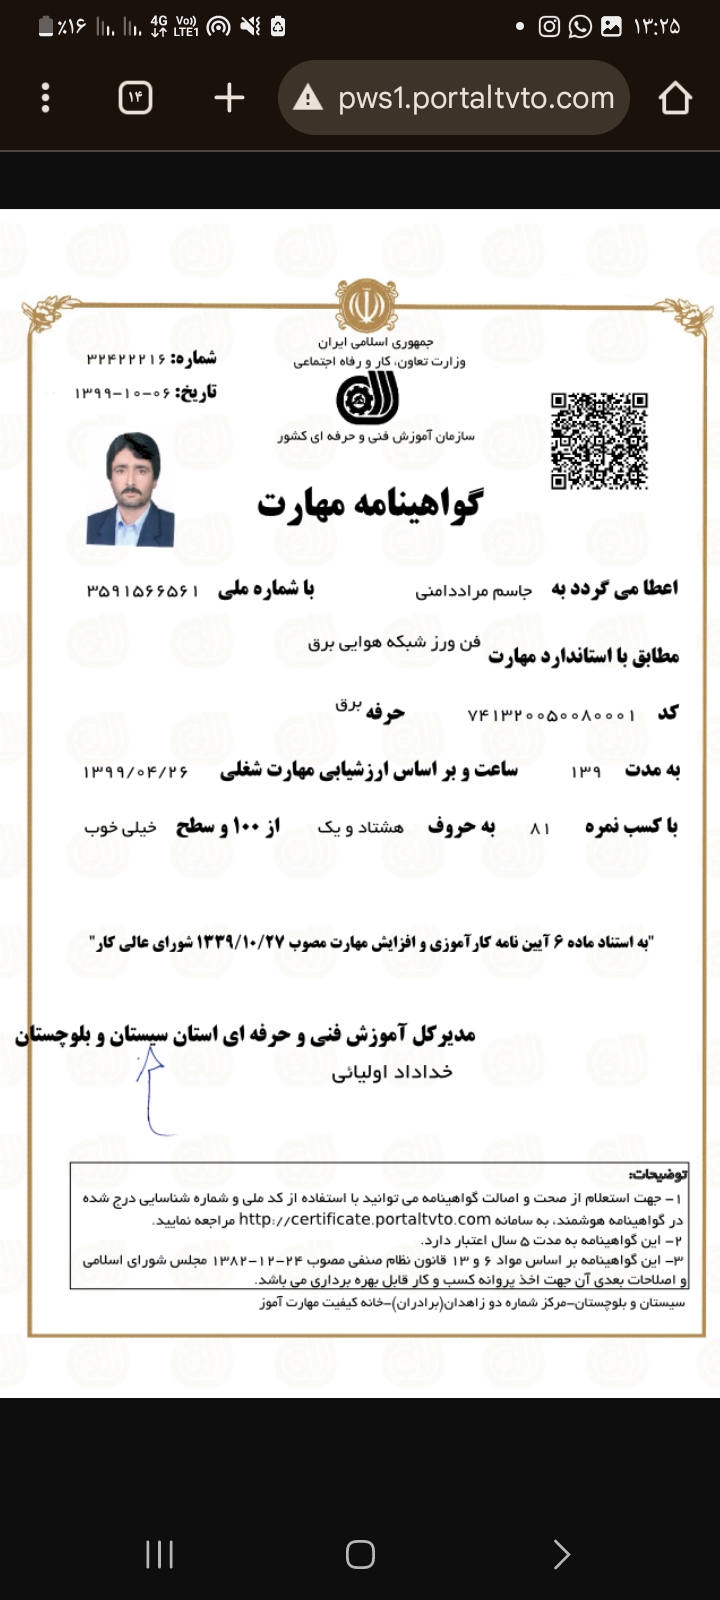 ٪۱۶ 4G Vo)) LTE1 ۱۳:۲۵
۱۴ pws1.portaltvto.com
جمهوری اسلامی ایران
وزارت تعاون، کار و رفاه اجتماعی
سازمان آموزش فنی و حرفه ای کشور
شماره: ۳۲۴۲۲۲۱۶
تاریخ: ۱۳۹۹-۱۰-۰۶
گواهینامه مهارت
اعطا می گردد به جاسم مراددامنی با شماره ملی ۳۵۹۱۵۶۶۵۶۱
مطابق با استاندارد مهارت فن ورز شبکه هوایی برق
کد ۷۴۱۳۲۰۰۵۰۰۸۰۰۰۱ حرفه برق
به مدت ۱۳۹ ساعت و بر اساس ارزشیابی مهارت شغلی ۱۳۹۹/۰۴/۲۶
با کسب نمره ۸۱ به حروف هشتاد و یک از ۱۰۰ و سطح خیلی خوب
"به استناد ماده ۶ آیین نامه کارآموزی و افزایش مهارت مصوب ۱۳۳۹/۱۰/۲۷ شورای عالی کار"
مدیرکل آموزش فنی و حرفه ای استان سیستان و بلوچستان
خداداد اولیائی
توضیحات:
۱- جهت استعلام از صحت و اصالت گواهینامه می توانید با استفاده از کد ملی و شماره شناسایی درج شده
در گواهینامه هوشمند، به سامانه http://certificate.portaltvto.com مراجعه نمایید.
۲- این گواهینامه به مدت ۵ سال اعتبار دارد.
۳- این گواهینامه بر اساس مواد ۶ و ۱۳ قانون نظام صنفی مصوب ۲۴-۱۲-۱۳۸۲ مجلس شورای اسلامی
و اصلاحات بعدی آن جهت اخذ پروانه کسب و کار قابل بهره برداری می باشد.
سیستان و بلوچستان-مرکز شماره دو زاهدان(برادران)-خانه کیفیت مهارت آموز